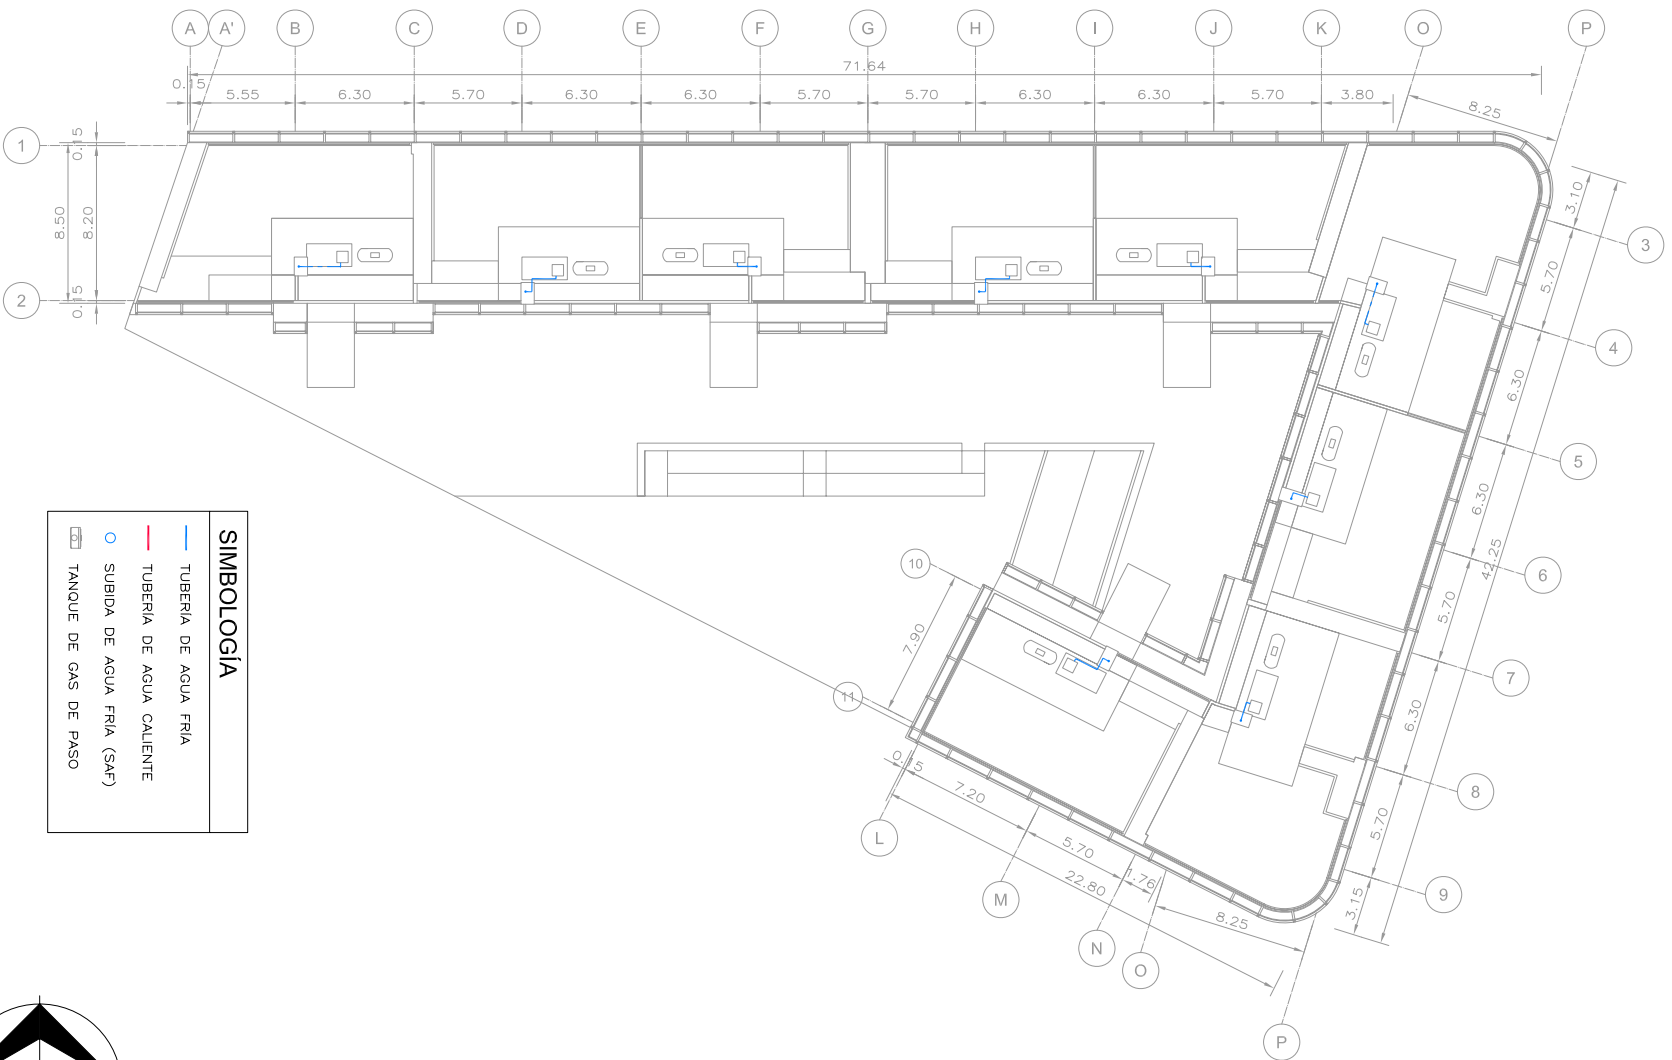 A A' B C D E F G H I J K O P
71.64
0.15 5.55 6.30 5.70 6.30 6.30 5.70 5.70 6.30 6.30 5.70 3.80 8.25
1
0.15
8.50 8.20
2
0.15
3.10
3
5.70
4
6.30
5
6.30
42.25
6
5.70
7
6.30
8
5.70
9
3.15
10
7.90
11
0.15
7.20
5.70
1.76
22.80
8.25
L
M
N
O
P
SIMBOLOGÍA
TUBERÍA DE AGUA FRÍA
TUBERÍA DE AGUA CALIENTE
SUBIDA DE AGUA FRÍA (SAF)
TANQUE DE GAS DE PASO